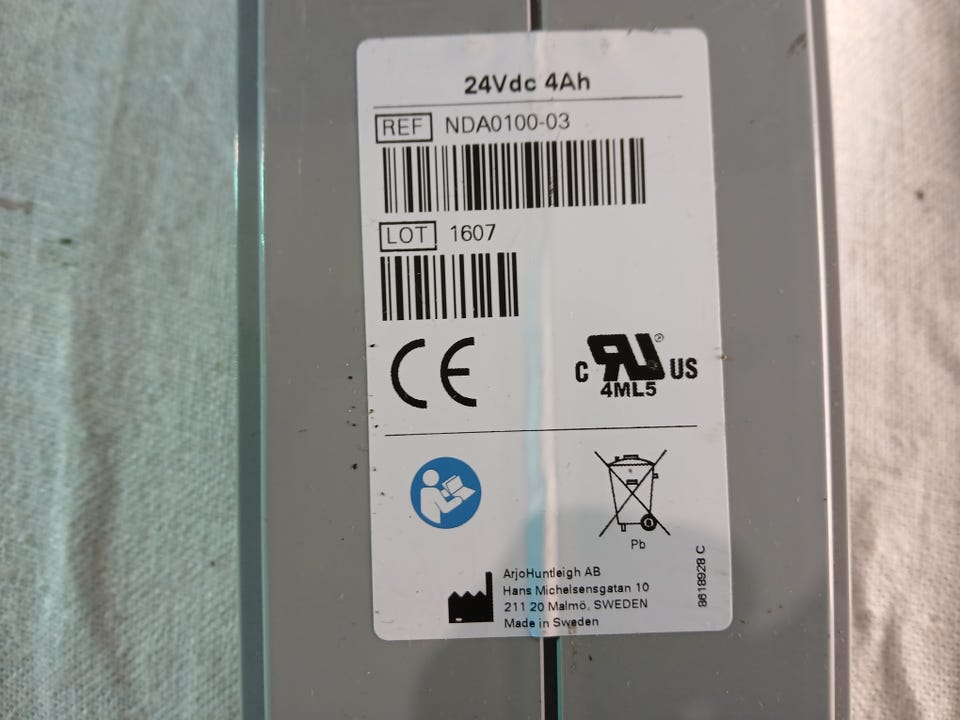 24Vdc 4Ah
REF NDA0100-03
LOT 1607
CE
c RU ® US
4ML5
Pb
ArjoHuntleigh AB
Hans Michelsensgatan 10
211 20 Malmö, SWEDEN
Made in Sweden
8618928 C